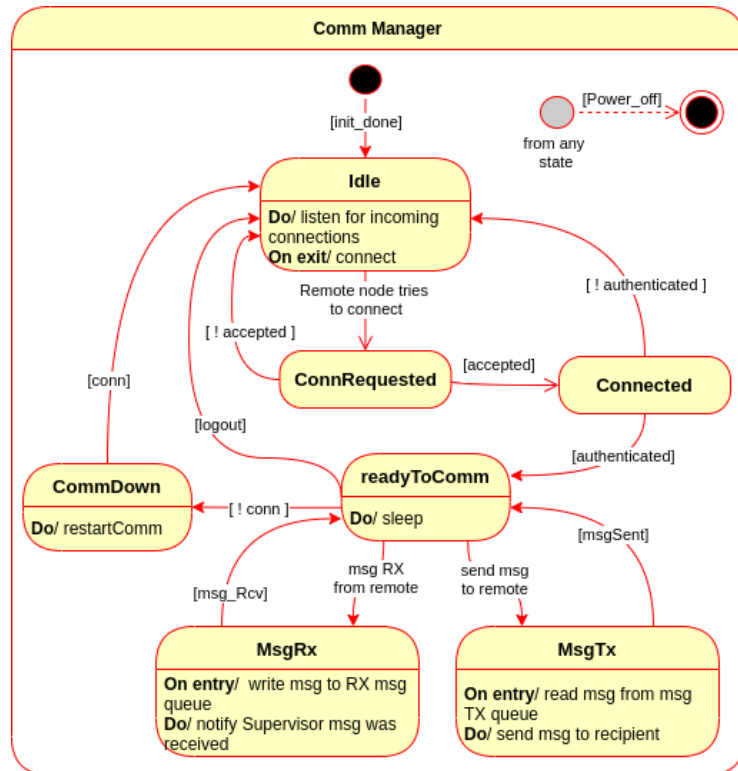 Comm Manager
[init_done]
[Power_off]
from any
state
Idle
Do/ listen for incoming
connections
On exit/ connect
Remote node tries
to connect
[ ! authenticated ]
[ ! accepted ]
[conn]
ConnRequested
[accepted]
Connected
[logout]
[authenticated]
CommDown
Do/ restartComm
[ ! conn ]
readyToComm
Do/ sleep
[msgSent]
[msg_Rcv]
msg RX
from remote
send msg
to remote
MsgRx
On entry/ write msg to RX msg
queue
Do/ notify Supervisor msg was
received
MsgTx
On entry/ read msg from msg
TX queue
Do/ send msg to recipient